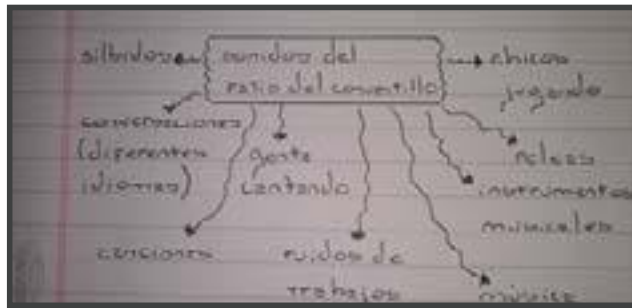 silbidos
sonidos del
patio del conventillo
chicos
jugando
conversaciones
(diferentes
idiomas)
gente
cantando
peleas
instrumentos
musicales
canciones
ruidos de
trabajos
música